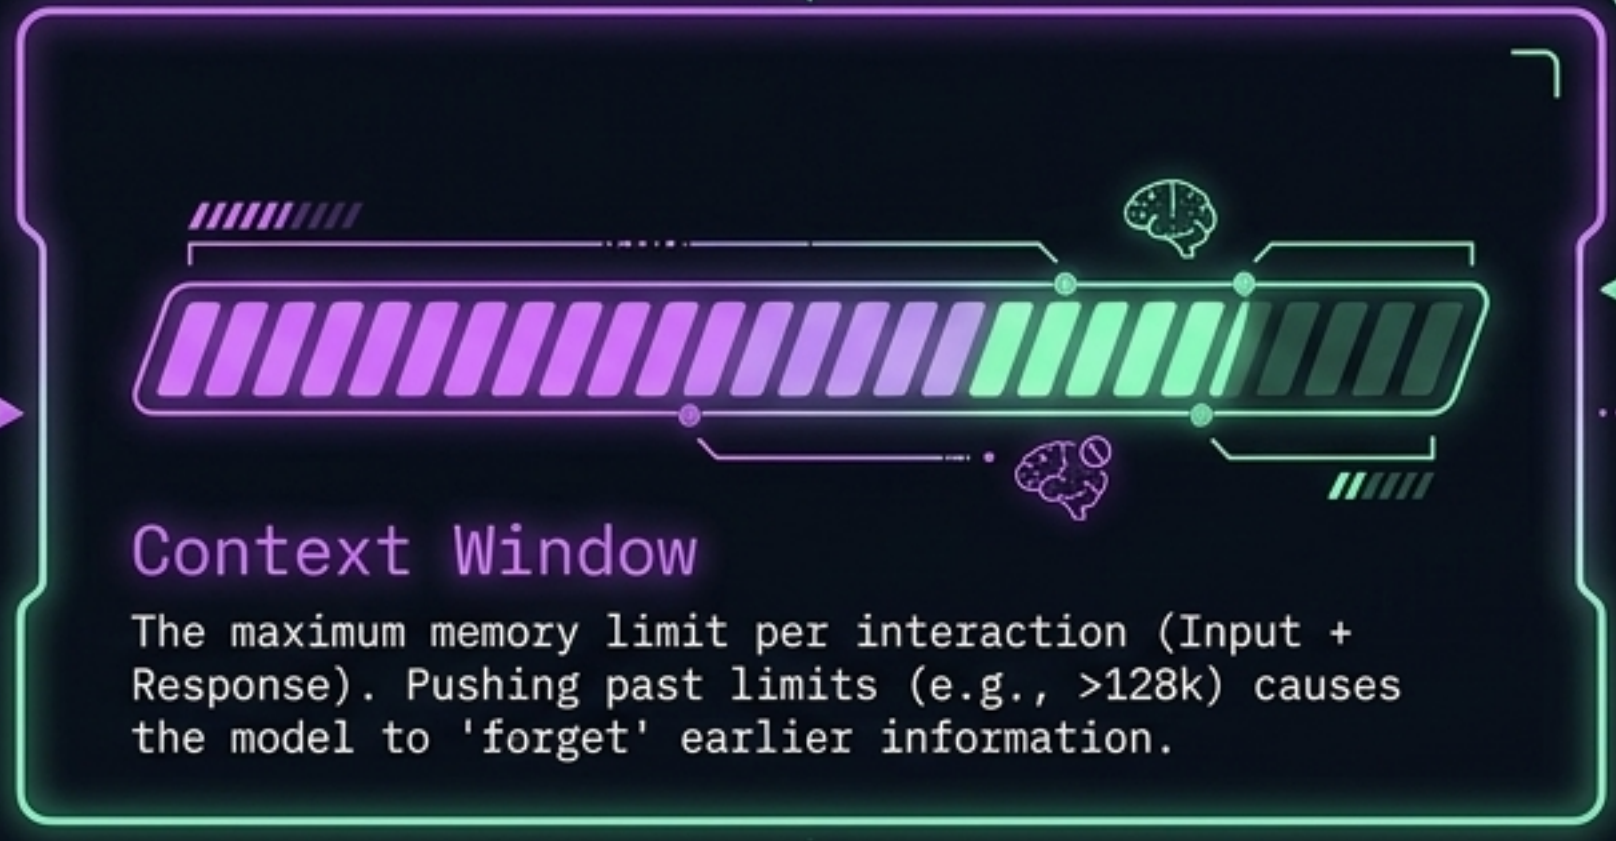 Context Window
The maximum memory limit per interaction (Input +
Response). Pushing past limits (e.g., >128k) causes
the model to 'forget' earlier information.